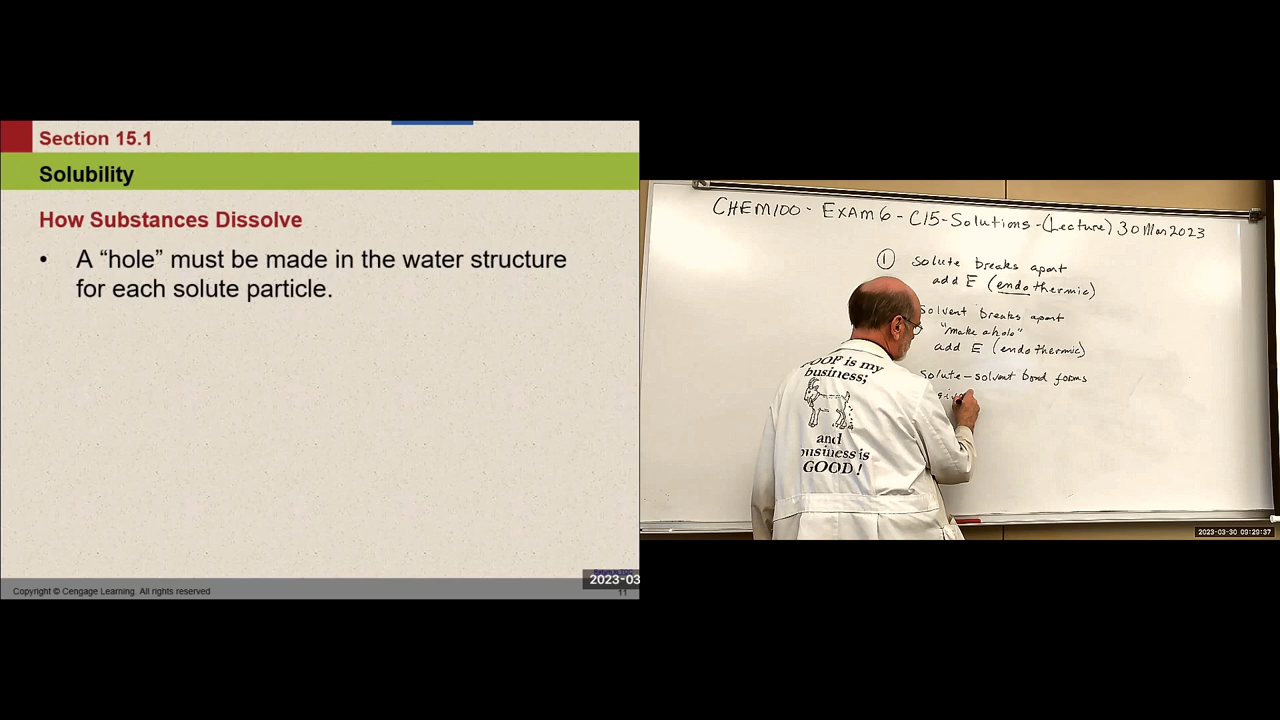 Section 15.1
Solubility
How Substances Dissolve
• A “hole” must be made in the water structure
for each solute particle.
2023-03
Copyright © Cengage Learning. All rights reserved
11
CHEM100 - EXAM 6 - C15 - Solutions - (Lecture) 30 Mar 2023
① Solute breaks apart
add E (endothermic)
Solvent breaks apart
"make a hole"
add E (endothermic)
Solute-solvent bond forms
giv
is my
business;
and
business is
GOOD!
2023-03-30 09:29:37